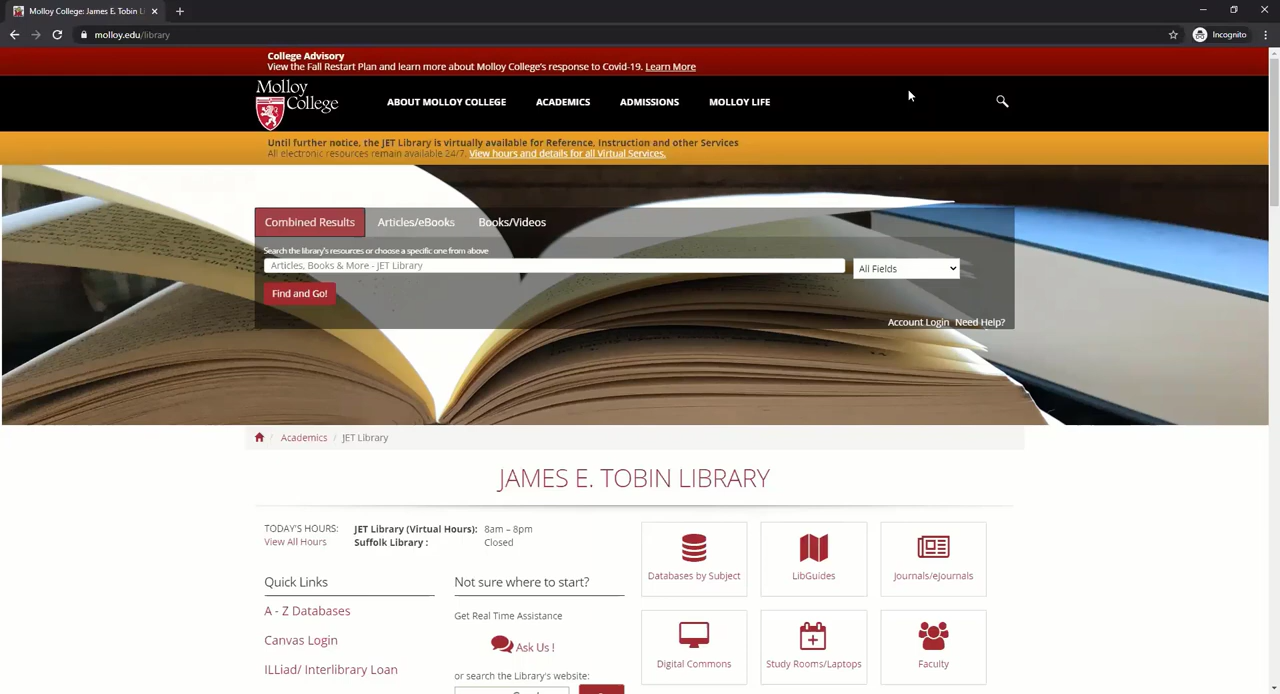 Molloy College: James E. Tobin Li
molloy.edu/library
Incognito
College Advisory
View the Fall Restart Plan and learn more about Molloy College's response to Covid-19. Learn More
Molloy College
ABOUT MOLLOY COLLEGE
ACADEMICS
ADMISSIONS
MOLLOY LIFE
Until further notice, the JET Library is virtually available for Reference, Instruction and other Services
All electronic resources remain available 24/7. View hours and details for all Virtual Services.
Combined Results
Articles/eBooks
Books/Videos
Search the library's resources or choose a specific one from above
Articles, Books & More - JET Library
All Fields
Find and Go!
Account Login Need Help?
Academics / JET Library
JAMES E. TOBIN LIBRARY
TODAY'S HOURS:
View All Hours
JET Library (Virtual Hours): 8am – 8pm
Suffolk Library : Closed
Quick Links
A - Z Databases
Canvas Login
ILLiad/ Interlibrary Loan
Not sure where to start?
Get Real Time Assistance
Ask Us !
or search the Library's website:
Databases by Subject
LibGuides
Journals/eJournals
Digital Commons
Study Rooms/Laptops
Faculty